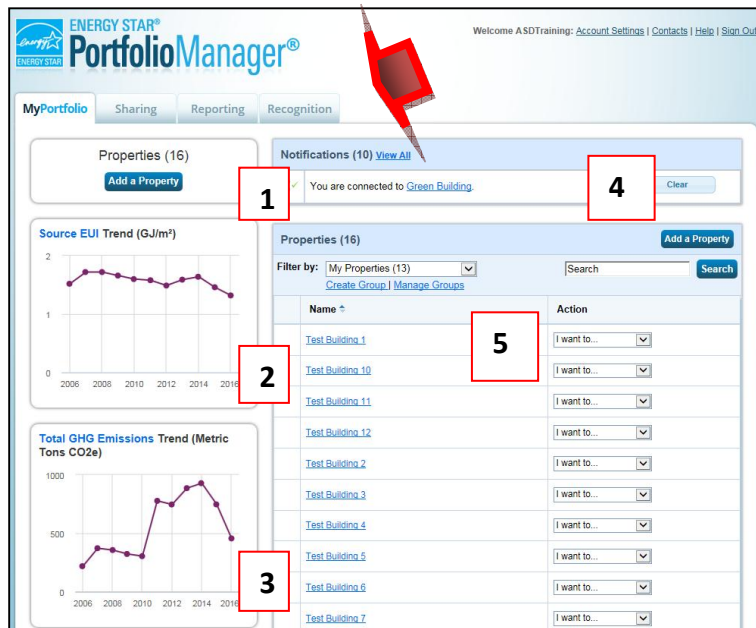 ENERGY STAR®
PortfolioManager®
energy
ENERGY STAR
Welcome ASDTraining: Account Settings | Contacts | Help | Sign Out
MyPortfolio
Sharing
Reporting
Recognition
Properties (16)
Add a Property
1
Notifications (10) View All
You are connected to Green Building.
4
Clear
Source EUI Trend (GJ/m²)
2
1
0
2006 2008 2010 2012 2014 2016
2
Properties (16)
Add a Property
Filter by: My Properties (13)
Search
Search
Create Group | Manage Groups
Name
Action
5
Test Building 1
I want to...
Test Building 10
I want to...
Test Building 11
I want to...
Test Building 12
I want to...
Test Building 2
I want to...
Test Building 3
I want to...
Test Building 4
I want to...
Test Building 5
I want to...
Test Building 6
I want to...
Test Building 7
I want to...
Total GHG Emissions Trend (Metric
Tons CO2e)
1000
500
0
2006 2008 2010 2012 2014 2016
3